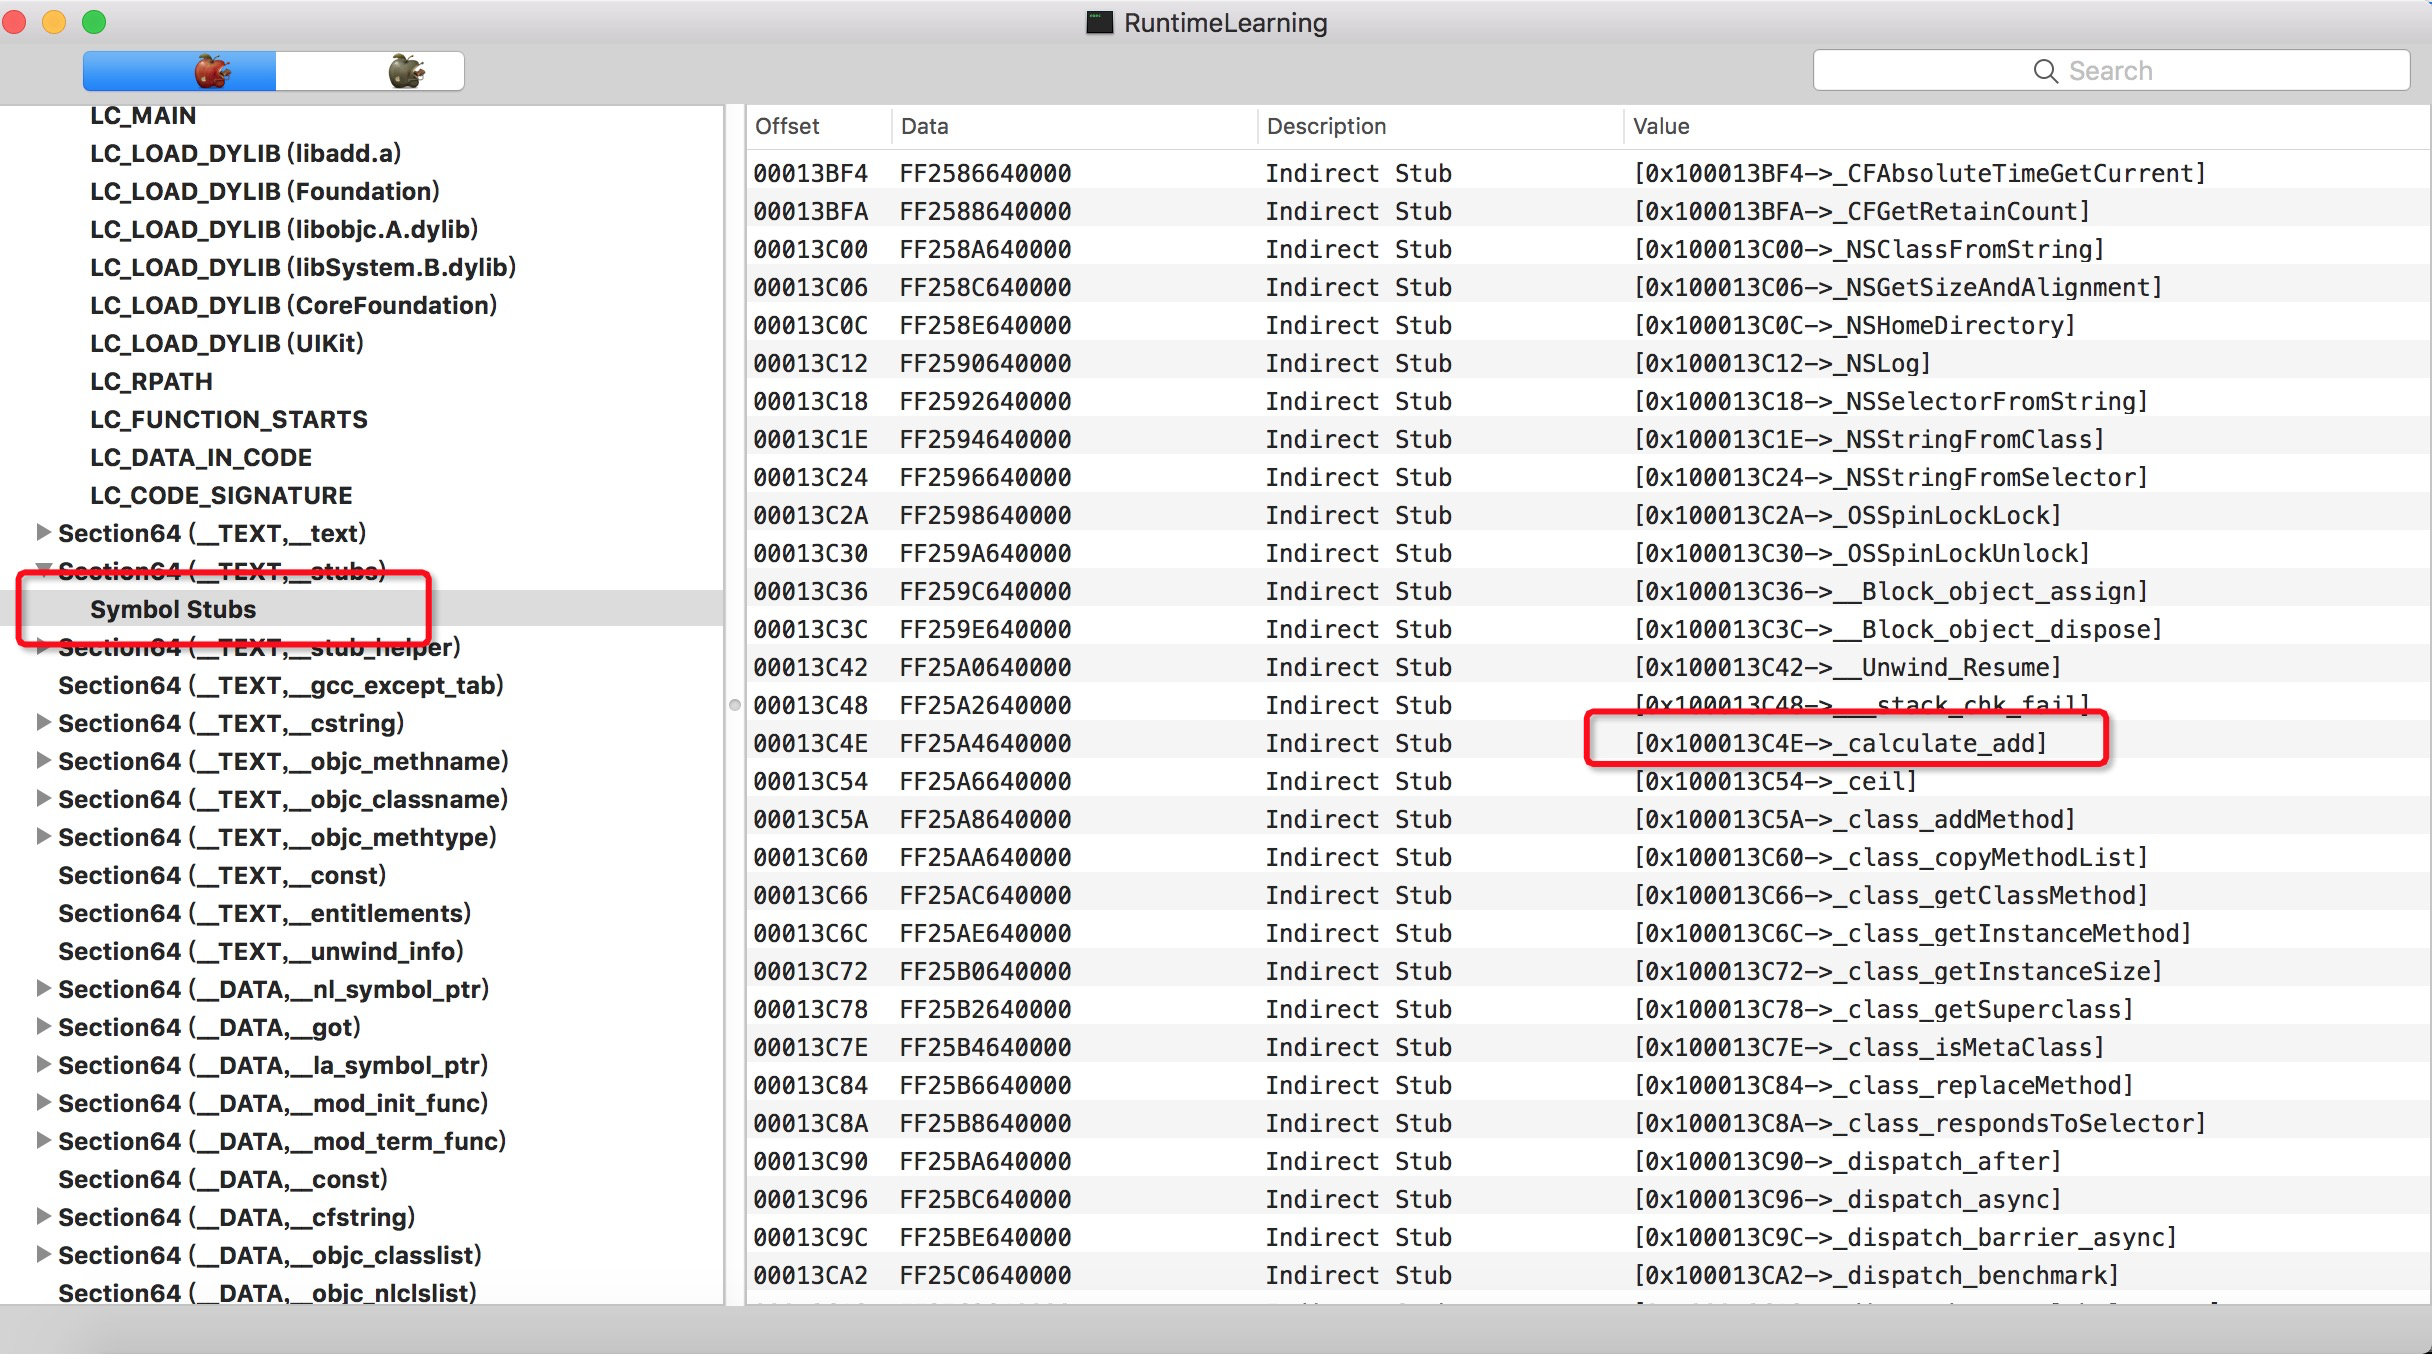 RuntimeLearning
Search
LC_MAIN
LC_LOAD_DYLIB (libadd.a)
LC_LOAD_DYLIB (Foundation)
LC_LOAD_DYLIB (libobjc.A.dylib)
LC_LOAD_DYLIB (libSystem.B.dylib)
LC_LOAD_DYLIB (CoreFoundation)
LC_LOAD_DYLIB (UIKit)
LC_RPATH
LC_FUNCTION_STARTS
LC_DATA_IN_CODE
LC_CODE_SIGNATURE
Section64 (__TEXT,__text)
Section64 (__TEXT,__stubs)
Symbol Stubs
Section64 (__TEXT,__stub_helper)
Section64 (__TEXT,__gcc_except_tab)
Section64 (__TEXT,__cstring)
Section64 (__TEXT,__objc_methname)
Section64 (__TEXT,__objc_classname)
Section64 (__TEXT,__objc_methtype)
Section64 (__TEXT,__const)
Section64 (__TEXT,__entitlements)
Section64 (__TEXT,__unwind_info)
Section64 (__DATA,__nl_symbol_ptr)
Section64 (__DATA,__got)
Section64 (__DATA,__la_symbol_ptr)
Section64 (__DATA,__mod_init_func)
Section64 (__DATA,__mod_term_func)
Section64 (__DATA,__const)
Section64 (__DATA,__cfstring)
Section64 (__DATA,__objc_classlist)
Section64 (__DATA,__objc_nlclslist)
Offset Data Description Value
00013BF4 FF2586640000 Indirect Stub [0x100013BF4->_CFAbsoluteTimeGetCurrent]
00013BFA FF2588640000 Indirect Stub [0x100013BFA->_CFGetRetainCount]
00013C00 FF258A640000 Indirect Stub [0x100013C00->_NSClassFromString]
00013C06 FF258C640000 Indirect Stub [0x100013C06->_NSGetSizeAndAlignment]
00013C0C FF258E640000 Indirect Stub [0x100013C0C->_NSHomeDirectory]
00013C12 FF2590640000 Indirect Stub [0x100013C12->_NSLog]
00013C18 FF2592640000 Indirect Stub [0x100013C18->_NSSelectorFromString]
00013C1E FF2594640000 Indirect Stub [0x100013C1E->_NSStringFromClass]
00013C24 FF2596640000 Indirect Stub [0x100013C24->_NSStringFromSelector]
00013C2A FF2598640000 Indirect Stub [0x100013C2A->_OSSpinLockLock]
00013C30 FF259A640000 Indirect Stub [0x100013C30->_OSSpinLockUnlock]
00013C36 FF259C640000 Indirect Stub [0x100013C36->__Block_object_assign]
00013C3C FF259E640000 Indirect Stub [0x100013C3C->__Block_object_dispose]
00013C42 FF25A0640000 Indirect Stub [0x100013C42->__Unwind_Resume]
00013C48 FF25A2640000 Indirect Stub [0x100013C48->___stack_chk_fail]
00013C4E FF25A4640000 Indirect Stub [0x100013C4E->_calculate_add]
00013C54 FF25A6640000 Indirect Stub [0x100013C54->_ceil]
00013C5A FF25A8640000 Indirect Stub [0x100013C5A->_class_addMethod]
00013C60 FF25AA640000 Indirect Stub [0x100013C60->_class_copyMethodList]
00013C66 FF25AC640000 Indirect Stub [0x100013C66->_class_getClassMethod]
00013C6C FF25AE640000 Indirect Stub [0x100013C6C->_class_getInstanceMethod]
00013C72 FF25B0640000 Indirect Stub [0x100013C72->_class_getInstanceSize]
00013C78 FF25B2640000 Indirect Stub [0x100013C78->_class_getSuperclass]
00013C7E FF25B4640000 Indirect Stub [0x100013C7E->_class_isMetaClass]
00013C84 FF25B6640000 Indirect Stub [0x100013C84->_class_replaceMethod]
00013C8A FF25B8640000 Indirect Stub [0x100013C8A->_class_respondsToSelector]
00013C90 FF25BA640000 Indirect Stub [0x100013C90->_dispatch_after]
00013C96 FF25BC640000 Indirect Stub [0x100013C96->_dispatch_async]
00013C9C FF25BE640000 Indirect Stub [0x100013C9C->_dispatch_barrier_async]
00013CA2 FF25C0640000 Indirect Stub [0x100013CA2->_dispatch_benchmark]